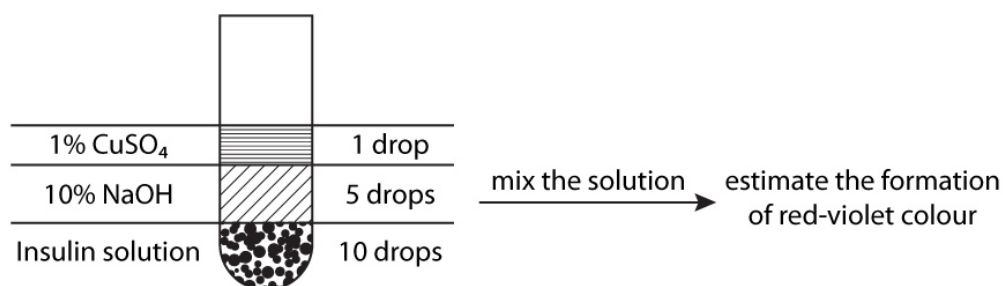 1% CuSO₄ 1 drop
10% NaOH 5 drops
Insulin solution 10 drops
mix the solution
estimate the formation
of red-violet colour